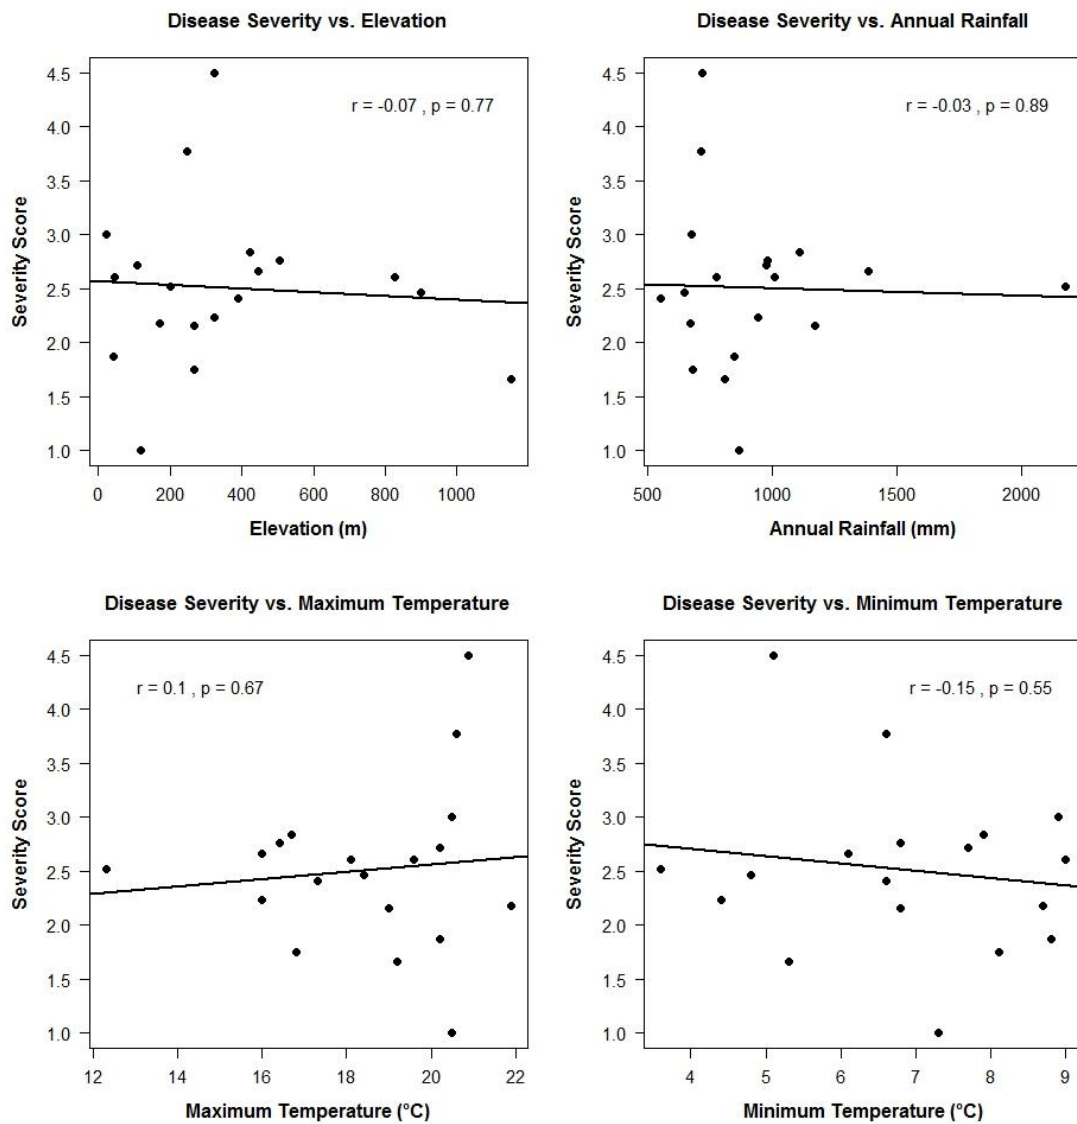 Disease Severity vs. Elevation
r = -0.07 , p = 0.77
Severity Score
4.5
4.0
3.5
3.0
2.5
2.0
1.5
1.0
0 200 400 600 800 1000
Elevation (m)
Disease Severity vs. Annual Rainfall
r = -0.03 , p = 0.89
Severity Score
4.5
4.0
3.5
3.0
2.5
2.0
1.5
1.0
500 1000 1500 2000
Annual Rainfall (mm)
Disease Severity vs. Maximum Temperature
r = 0.1 , p = 0.67
Severity Score
4.5
4.0
3.5
3.0
2.5
2.0
1.5
1.0
12 14 16 18 20 22
Maximum Temperature (°C)
Disease Severity vs. Minimum Temperature
r = -0.15 , p = 0.55
Severity Score
4.5
4.0
3.5
3.0
2.5
2.0
1.5
1.0
4 5 6 7 8 9
Minimum Temperature (°C)